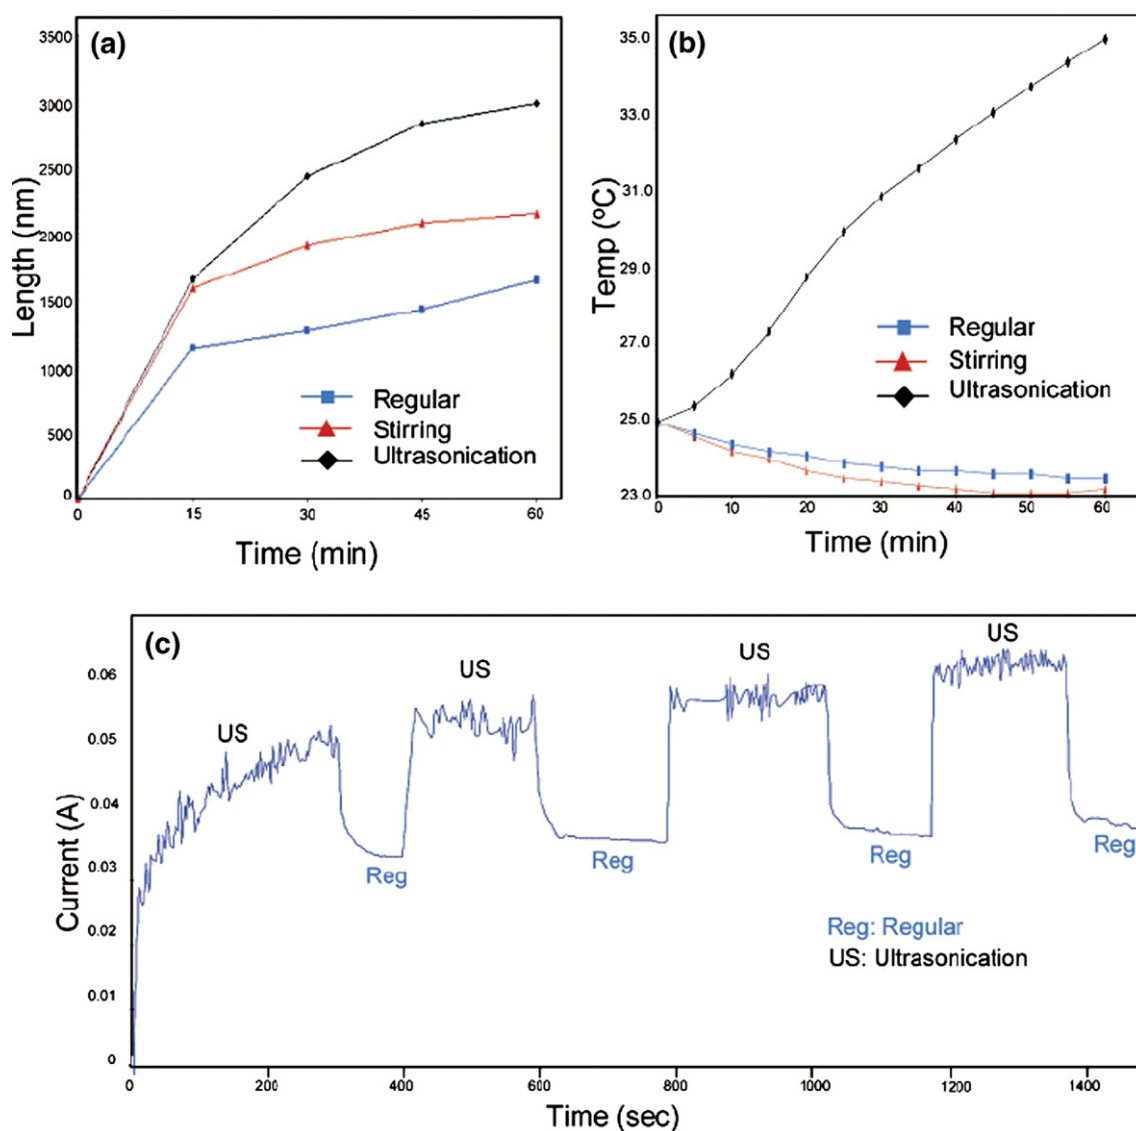 (a)
3500
3000
2500
2000
1500
1000
500
0
Length (nm)
Regular
Stirring
Ultrasonication
0 15 30 45 60
Time (min)
(b)
35.0
33.0
31.0
29.0
27.0
25.0
23.0
Temp (ºC)
Regular
Stirring
Ultrasonication
0 10 20 30 40 50 60
Time (min)
(c)
0.06
0.05
0.04
0.03
0.02
0.01
0
Current (A)
US
US
US
US
Reg
Reg
Reg
Reg
Reg: Regular
US: Ultrasonication
0 200 400 600 800 1000 1200 1400
Time (sec)